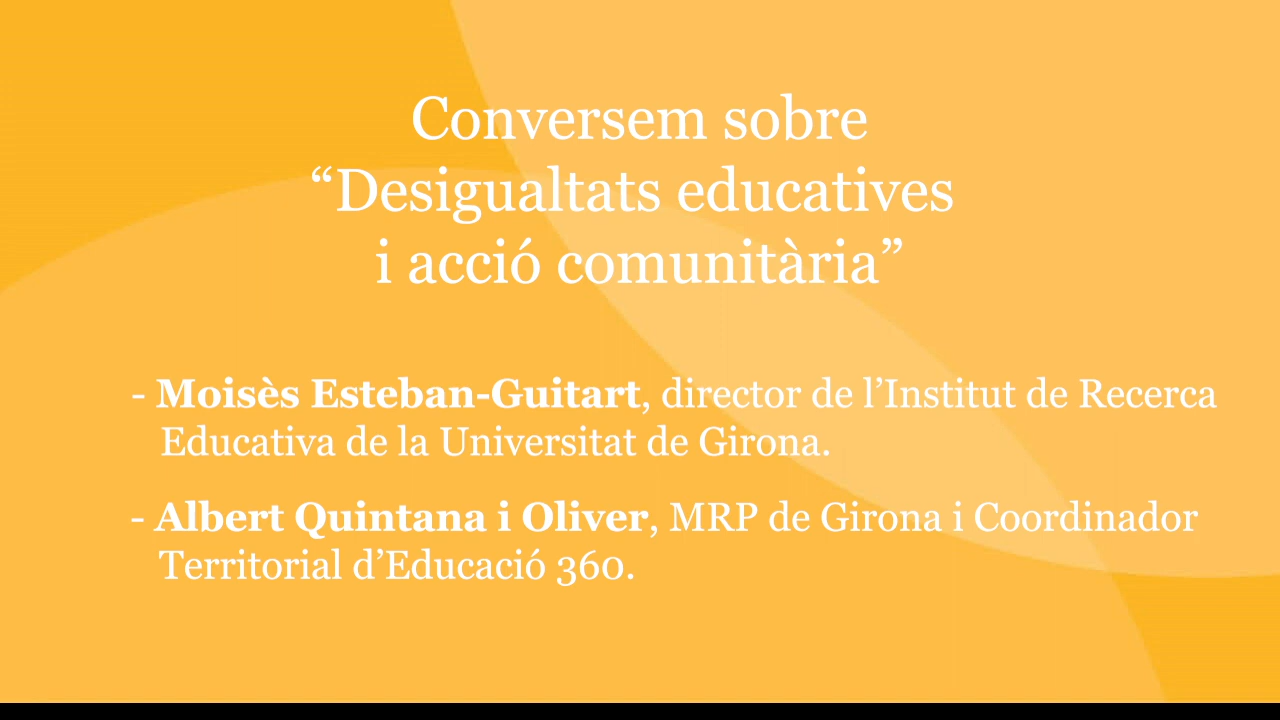 Conversem sobre
“Desigualtats educatives
i acció comunitària”
- Moisès Esteban-Guitart, director de l’Institut de Recerca
Educativa de la Universitat de Girona.
- Albert Quintana i Oliver, MRP de Girona i Coordinador
Territorial d’Educació 360.